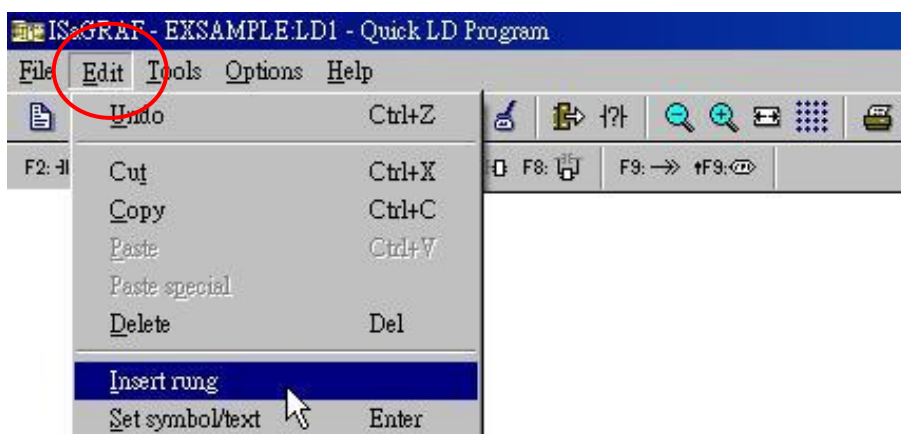 ISaGRAF - EXSAMPLE:LD1 - Quick LD Program
File Edit Tools Options Help
Undo Ctrl+Z
F2: F8: F9: F9:
Cut Ctrl+X
Copy Ctrl+C
Paste Ctrl+V
Paste special
Delete Del
Insert rung
Set symbol/text Enter